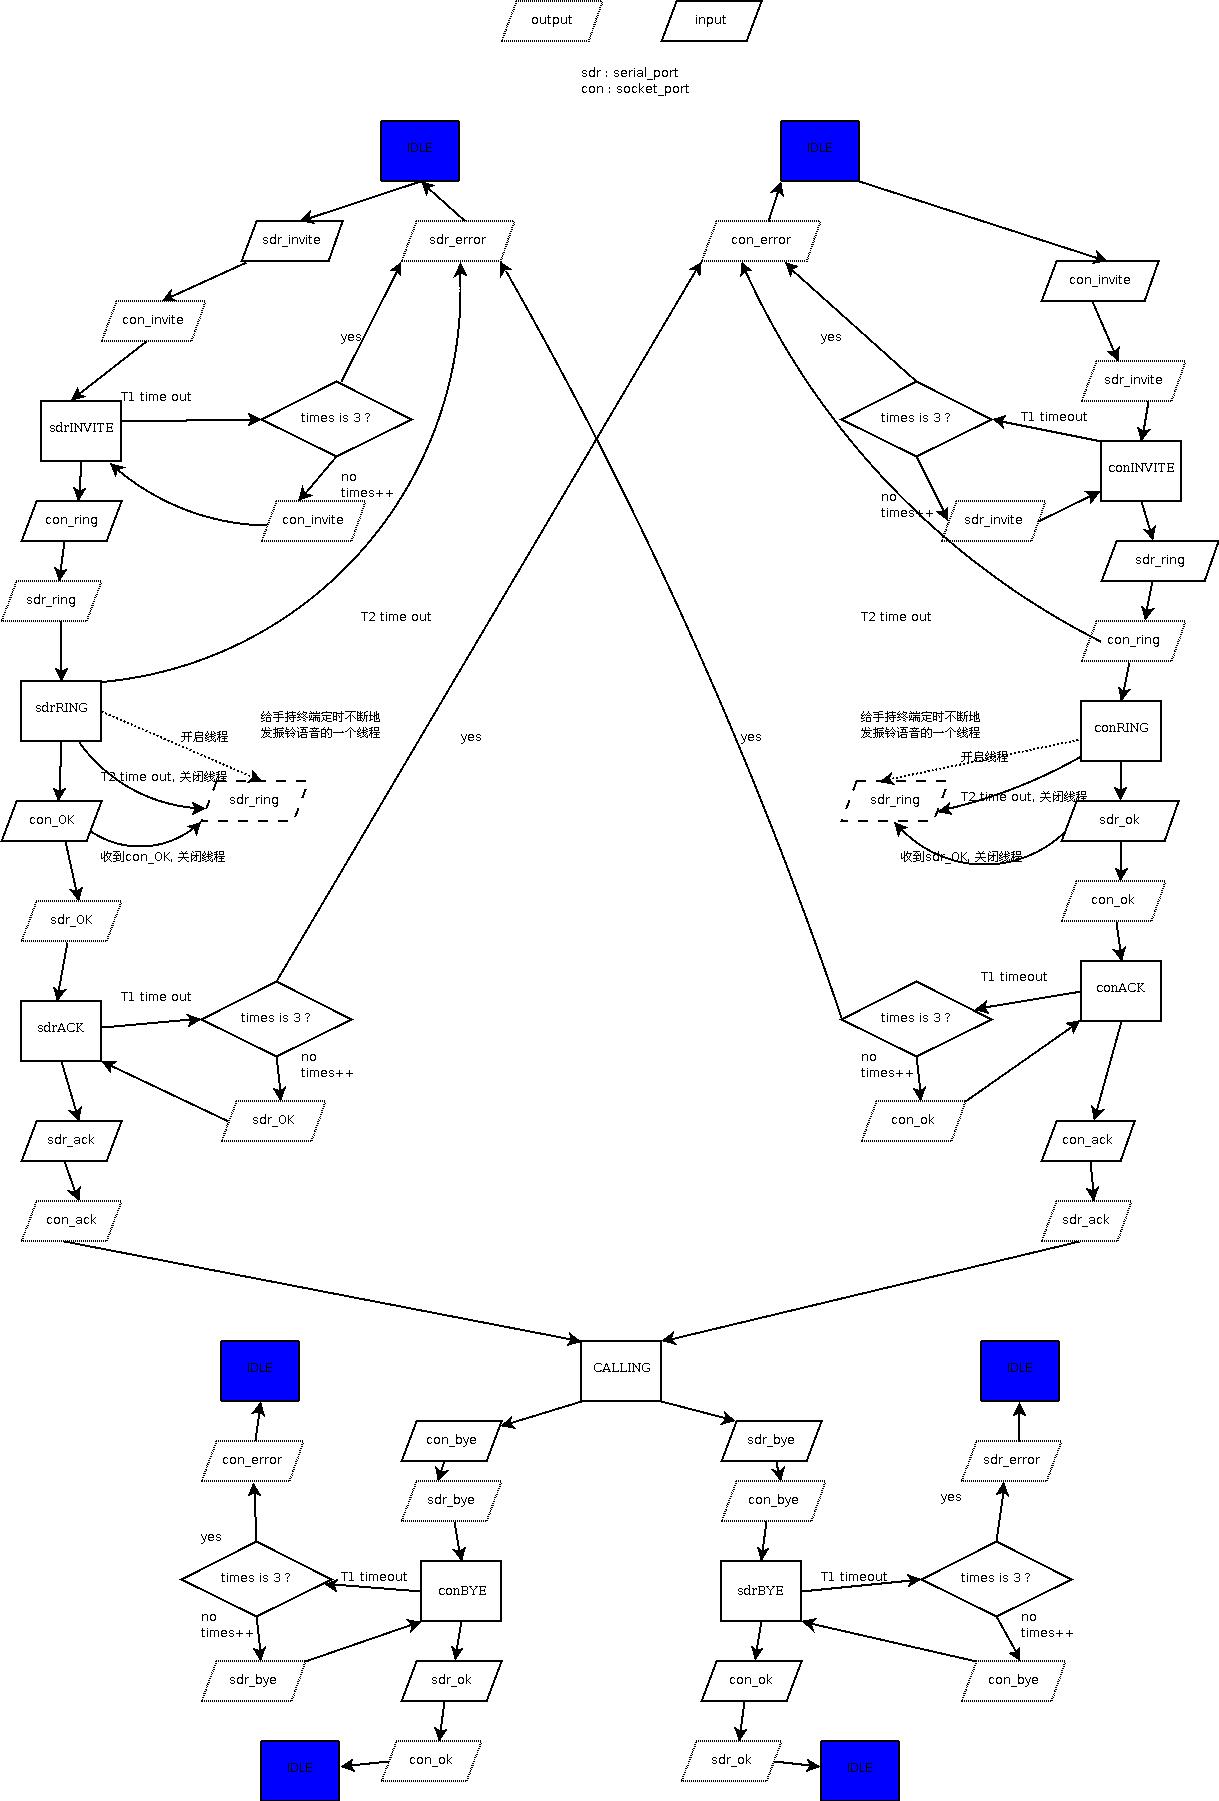 output
input
sdr : serial_port
con : socket_port
IDLE
IDLE
sdr_invite
sdr_error
con_error
con_invite
con_invite
yes
yes
sdr_invite
T1 time out
sdrINVITE
times is 3 ?
times is 3 ?
T1 timeout
conINVITE
no
times++
no
times++
con_ring
con_invite
sdr_invite
sdr_ring
sdr_ring
T2 time out
T2 time out
con_ring
sdrRING
给手持终端定时不断地
发振铃语音的一个线程
给手持终端定时不断地
发振铃语音的一个线程
conRING
开启线程
yes
yes
开启线程
T2 time out, 关闭线程
sdr_ring
sdr_ring
T2 time out, 关闭线程
con_OK
sdr_ok
收到con_OK, 关闭线程
收到sdr_OK, 关闭线程
sdr_OK
con_ok
T1 time out
T1 timeout
sdrACK
times is 3 ?
times is 3 ?
conACK
no
times++
no
times++
sdr_OK
con_ok
sdr_ack
con_ack
con_ack
sdr_ack
IDLE
CALLING
IDLE
con_bye
sdr_bye
con_error
sdr_error
sdr_bye
con_bye
yes
yes
times is 3 ?
T1 timeout
conBYE
sdrBYE
T1 timeout
times is 3 ?
no
times++
no
times++
sdr_bye
sdr_ok
con_ok
con_bye
IDLE
con_ok
sdr_ok
IDLE